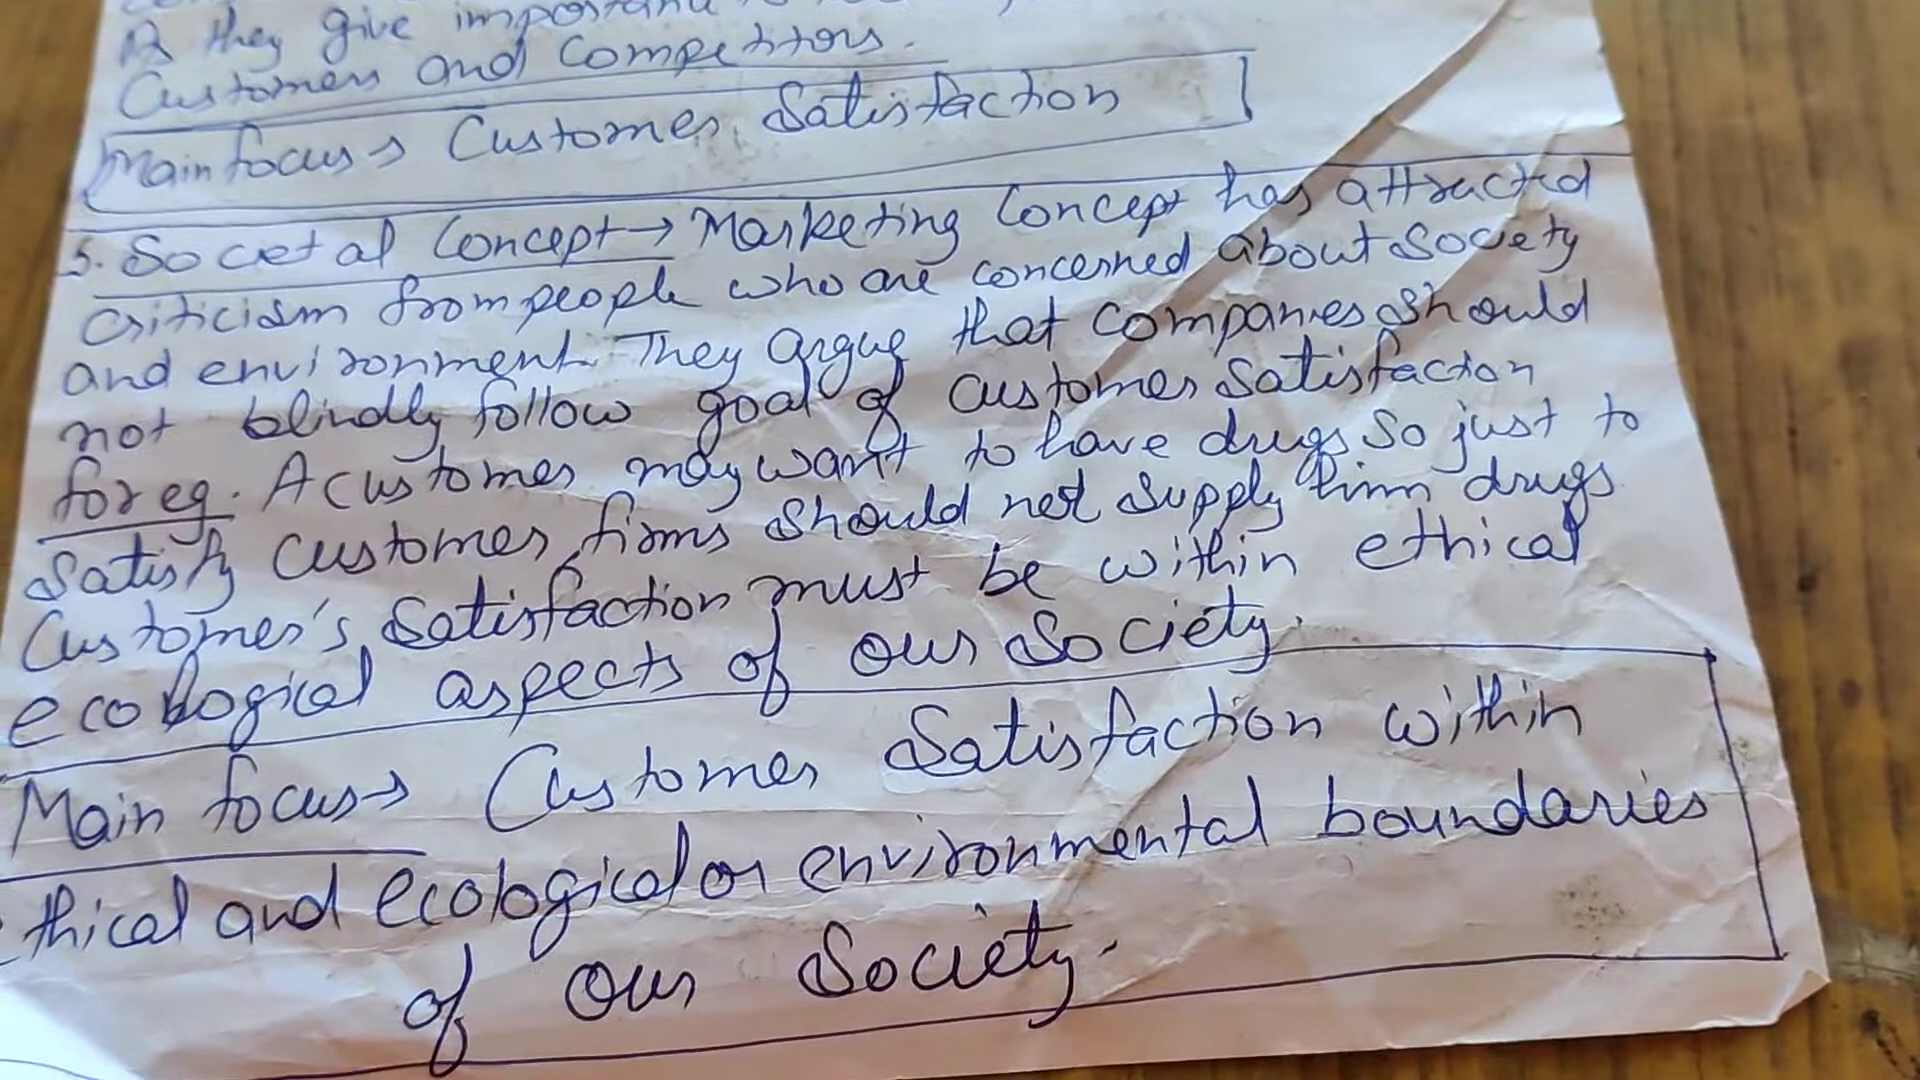 they give
Customers and Competitors.
Main focus → Customer Satisfaction
5. Societal Concept → Marketing Concept has attracted
criticism from people who are concerned about Society
and environment. They argue that companies should
not blindly follow goal of customer satisfaction
for eg. A customer may want to have drugs So just to
Satisfy customer, firms should not supply him drugs
Customer's Satisfaction must be within ethical
ecological aspects of our Society.
Main focus → Customer Satisfaction within
thical and ecological or environmental boundaries
of our Society.